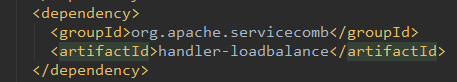 <dependency>
<groupId>org.apache.servicecomb</groupId>
<artifactId>handler-loadbalance</artifactId>
</dependency>